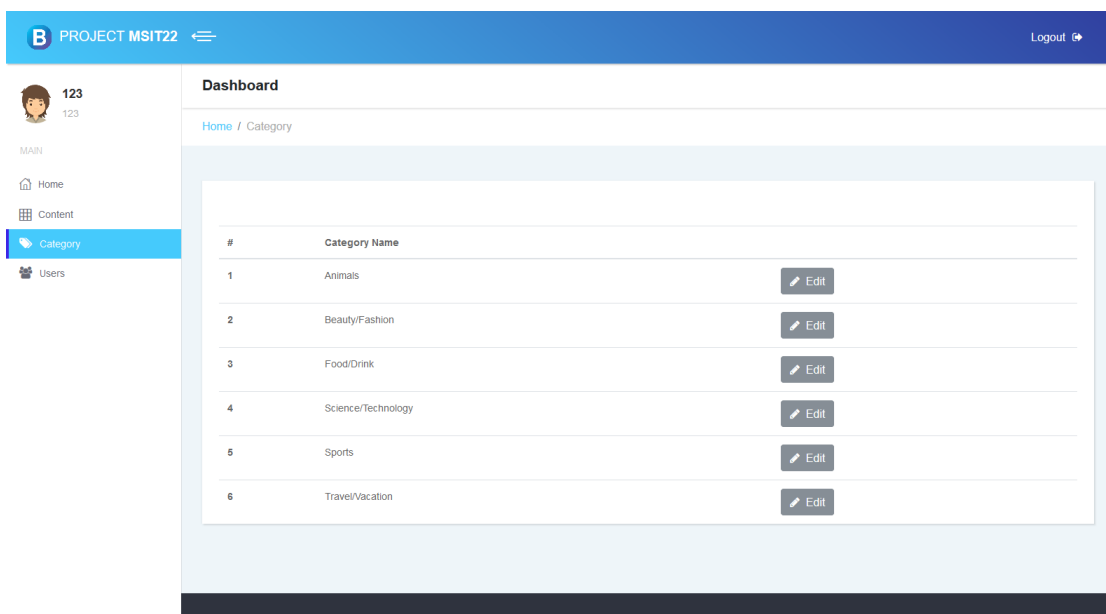 B PROJECT MSIT22
Logout
123
123
MAIN
Home
Content
Category
Users
Dashboard
Home / Category
# Category Name
1 Animals Edit
2 Beauty/Fashion Edit
3 Food/Drink Edit
4 Science/Technology Edit
5 Sports Edit
6 Travel/Vacation Edit